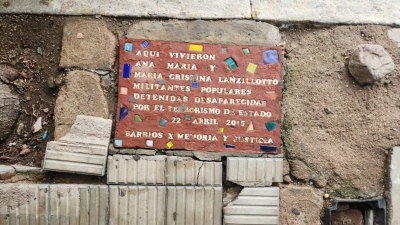 AQUI VIVIERON
ANA MARIA Y
MARIA CRISTINA LANZILLOTTO
MILITANTES POPULARES
DETENIDAS DESAPARECIDAS
POR EL TERRORISMO DE ESTADO
22 ABRIL 2015
BARRIOS X MEMORIA Y JUSTICIA